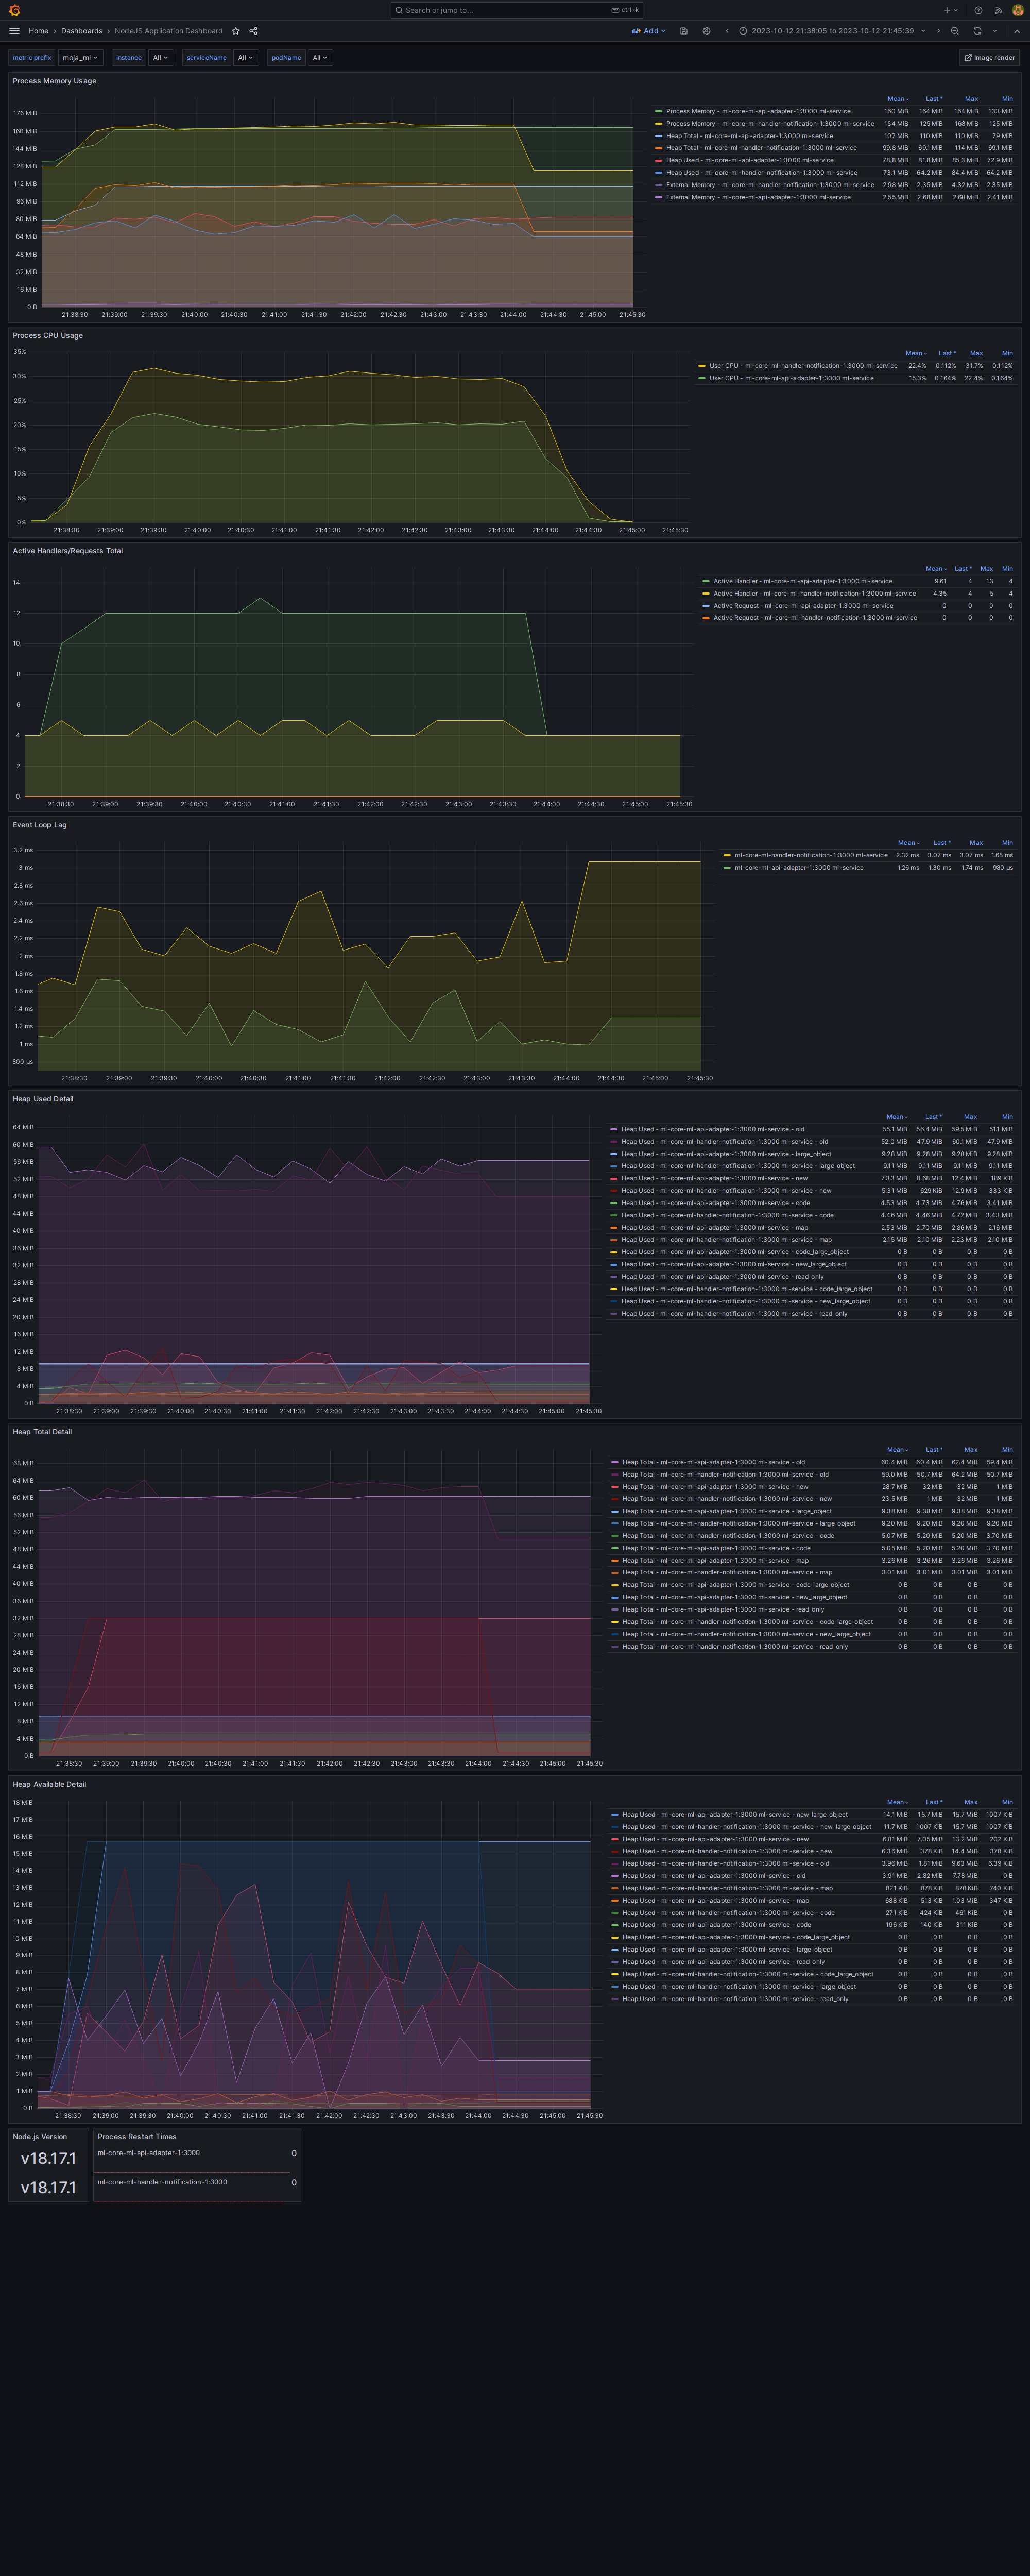 Search or jump to...
ctrl+k
Home › Dashboards › NodeJS Application Dashboard
Add
2023-10-12 21:38:05 to 2023-10-12 21:45:39
metric prefix moja_ml instance All serviceName All podName All
Image render
Process Memory Usage
176 MiB
160 MiB
144 MiB
128 MiB
112 MiB
96 MiB
80 MiB
64 MiB
48 MiB
32 MiB
16 MiB
0 B
21:38:30 21:39:00 21:39:30 21:40:00 21:40:30 21:41:00 21:41:30 21:42:00 21:42:30 21:43:00 21:43:30 21:44:00 21:44:30 21:45:00 21:45:30
Mean Last * Max Min
Process Memory - ml-core-ml-api-adapter-1:3000 ml-service 160 MiB 164 MiB 164 MiB 133 MiB
Process Memory - ml-core-ml-handler-notification-1:3000 ml-service 154 MiB 125 MiB 168 MiB 125 MiB
Heap Total - ml-core-ml-api-adapter-1:3000 ml-service 107 MiB 110 MiB 110 MiB 79 MiB
Heap Total - ml-core-ml-handler-notification-1:3000 ml-service 99.8 MiB 69.1 MiB 114 MiB 69.1 MiB
Heap Used - ml-core-ml-api-adapter-1:3000 ml-service 78.8 MiB 81.8 MiB 85.3 MiB 72.9 MiB
Heap Used - ml-core-ml-handler-notification-1:3000 ml-service 73.1 MiB 64.2 MiB 84.4 MiB 64.2 MiB
External Memory - ml-core-ml-handler-notification-1:3000 ml-service 2.98 MiB 2.35 MiB 4.32 MiB 2.35 MiB
External Memory - ml-core-ml-api-adapter-1:3000 ml-service 2.55 MiB 2.68 MiB 2.68 MiB 2.41 MiB
Process CPU Usage
35%
30%
25%
20%
15%
10%
5%
0%
21:38:30 21:39:00 21:39:30 21:40:00 21:40:30 21:41:00 21:41:30 21:42:00 21:42:30 21:43:00 21:43:30 21:44:00 21:44:30 21:45:00 21:45:30
Mean Last * Max Min
User CPU - ml-core-ml-handler-notification-1:3000 ml-service 22.4% 0.112% 31.7% 0.112%
User CPU - ml-core-ml-api-adapter-1:3000 ml-service 15.3% 0.164% 22.4% 0.164%
Active Handlers/Requests Total
14
12
10
8
6
4
2
0
21:38:30 21:39:00 21:39:30 21:40:00 21:40:30 21:41:00 21:41:30 21:42:00 21:42:30 21:43:00 21:43:30 21:44:00 21:44:30 21:45:00 21:45:30
Mean Last * Max Min
Active Handler - ml-core-ml-api-adapter-1:3000 ml-service 9.61 4 13 4
Active Handler - ml-core-ml-handler-notification-1:3000 ml-service 4.35 4 5 4
Active Request - ml-core-ml-api-adapter-1:3000 ml-service 0 0 0 0
Active Request - ml-core-ml-handler-notification-1:3000 ml-service 0 0 0 0
Event Loop Lag
3.2 ms
3 ms
2.8 ms
2.6 ms
2.4 ms
2.2 ms
2 ms
1.8 ms
1.6 ms
1.4 ms
1.2 ms
1 ms
800 µs
21:38:30 21:39:00 21:39:30 21:40:00 21:40:30 21:41:00 21:41:30 21:42:00 21:42:30 21:43:00 21:43:30 21:44:00 21:44:30 21:45:00 21:45:30
Mean Last * Max Min
ml-core-ml-handler-notification-1:3000 ml-service 2.32 ms 3.07 ms 3.07 ms 1.65 ms
ml-core-ml-api-adapter-1:3000 ml-service 1.26 ms 1.30 ms 1.74 ms 980 µs
Heap Used Detail
64 MiB
60 MiB
56 MiB
52 MiB
48 MiB
44 MiB
40 MiB
36 MiB
32 MiB
28 MiB
24 MiB
20 MiB
16 MiB
12 MiB
8 MiB
4 MiB
0 B
21:38:30 21:39:00 21:39:30 21:40:00 21:40:30 21:41:00 21:41:30 21:42:00 21:42:30 21:43:00 21:43:30 21:44:00 21:44:30 21:45:00 21:45:30
Mean Last * Max Min
Heap Used - ml-core-ml-api-adapter-1:3000 ml-service - old 55.1 MiB 56.4 MiB 59.5 MiB 51.1 MiB
Heap Used - ml-core-ml-handler-notification-1:3000 ml-service - old 52.0 MiB 47.9 MiB 60.1 MiB 47.9 MiB
Heap Used - ml-core-ml-api-adapter-1:3000 ml-service - large_object 9.28 MiB 9.28 MiB 9.28 MiB 9.28 MiB
Heap Used - ml-core-ml-handler-notification-1:3000 ml-service - large_object 9.11 MiB 9.11 MiB 9.11 MiB 9.11 MiB
Heap Used - ml-core-ml-api-adapter-1:3000 ml-service - new 7.33 MiB 8.68 MiB 12.4 MiB 189 KiB
Heap Used - ml-core-ml-handler-notification-1:3000 ml-service - new 5.31 MiB 629 KiB 12.9 MiB 333 KiB
Heap Used - ml-core-ml-api-adapter-1:3000 ml-service - code 4.53 MiB 4.73 MiB 4.76 MiB 3.41 MiB
Heap Used - ml-core-ml-handler-notification-1:3000 ml-service - code 4.46 MiB 4.46 MiB 4.72 MiB 3.43 MiB
Heap Used - ml-core-ml-api-adapter-1:3000 ml-service - map 2.53 MiB 2.70 MiB 2.86 MiB 2.16 MiB
Heap Used - ml-core-ml-handler-notification-1:3000 ml-service - map 2.15 MiB 2.10 MiB 2.23 MiB 2.10 MiB
Heap Used - ml-core-ml-api-adapter-1:3000 ml-service - code_large_object 0 B 0 B 0 B 0 B
Heap Used - ml-core-ml-api-adapter-1:3000 ml-service - new_large_object 0 B 0 B 0 B 0 B
Heap Used - ml-core-ml-api-adapter-1:3000 ml-service - read_only 0 B 0 B 0 B 0 B
Heap Used - ml-core-ml-handler-notification-1:3000 ml-service - code_large_object 0 B 0 B 0 B 0 B
Heap Used - ml-core-ml-handler-notification-1:3000 ml-service - new_large_object 0 B 0 B 0 B 0 B
Heap Used - ml-core-ml-handler-notification-1:3000 ml-service - read_only 0 B 0 B 0 B 0 B
Heap Total Detail
68 MiB
64 MiB
60 MiB
56 MiB
52 MiB
48 MiB
44 MiB
40 MiB
36 MiB
32 MiB
28 MiB
24 MiB
20 MiB
16 MiB
12 MiB
8 MiB
4 MiB
0 B
21:38:30 21:39:00 21:39:30 21:40:00 21:40:30 21:41:00 21:41:30 21:42:00 21:42:30 21:43:00 21:43:30 21:44:00 21:44:30 21:45:00 21:45:30
Mean Last * Max Min
Heap Total - ml-core-ml-api-adapter-1:3000 ml-service - old 60.4 MiB 60.4 MiB 62.4 MiB 59.4 MiB
Heap Total - ml-core-ml-handler-notification-1:3000 ml-service - old 59.0 MiB 50.7 MiB 64.2 MiB 50.7 MiB
Heap Total - ml-core-ml-api-adapter-1:3000 ml-service - new 28.7 MiB 32 MiB 32 MiB 1 MiB
Heap Total - ml-core-ml-handler-notification-1:3000 ml-service - new 23.5 MiB 1 MiB 32 MiB 1 MiB
Heap Total - ml-core-ml-api-adapter-1:3000 ml-service - large_object 9.38 MiB 9.38 MiB 9.38 MiB 9.38 MiB
Heap Total - ml-core-ml-handler-notification-1:3000 ml-service - large_object 9.20 MiB 9.20 MiB 9.20 MiB 9.20 MiB
Heap Total - ml-core-ml-handler-notification-1:3000 ml-service - code 5.07 MiB 5.20 MiB 5.20 MiB 3.70 MiB
Heap Total - ml-core-ml-api-adapter-1:3000 ml-service - code 5.05 MiB 5.20 MiB 5.20 MiB 3.70 MiB
Heap Total - ml-core-ml-api-adapter-1:3000 ml-service - map 3.26 MiB 3.26 MiB 3.26 MiB 3.26 MiB
Heap Total - ml-core-ml-handler-notification-1:3000 ml-service - map 3.01 MiB 3.01 MiB 3.01 MiB 3.01 MiB
Heap Total - ml-core-ml-api-adapter-1:3000 ml-service - code_large_object 0 B 0 B 0 B 0 B
Heap Total - ml-core-ml-api-adapter-1:3000 ml-service - new_large_object 0 B 0 B 0 B 0 B
Heap Total - ml-core-ml-api-adapter-1:3000 ml-service - read_only 0 B 0 B 0 B 0 B
Heap Total - ml-core-ml-handler-notification-1:3000 ml-service - code_large_object 0 B 0 B 0 B 0 B
Heap Total - ml-core-ml-handler-notification-1:3000 ml-service - new_large_object 0 B 0 B 0 B 0 B
Heap Total - ml-core-ml-handler-notification-1:3000 ml-service - read_only 0 B 0 B 0 B 0 B
Heap Available Detail
18 MiB
17 MiB
16 MiB
15 MiB
14 MiB
13 MiB
12 MiB
11 MiB
10 MiB
9 MiB
8 MiB
7 MiB
6 MiB
5 MiB
4 MiB
3 MiB
2 MiB
1 MiB
0 B
21:38:30 21:39:00 21:39:30 21:40:00 21:40:30 21:41:00 21:41:30 21:42:00 21:42:30 21:43:00 21:43:30 21:44:00 21:44:30 21:45:00 21:45:30
Mean Last * Max Min
Heap Used - ml-core-ml-api-adapter-1:3000 ml-service - new_large_object 14.1 MiB 15.7 MiB 15.7 MiB 1007 KiB
Heap Used - ml-core-ml-handler-notification-1:3000 ml-service - new_large_object 11.7 MiB 1007 KiB 15.7 MiB 1007 KiB
Heap Used - ml-core-ml-api-adapter-1:3000 ml-service - new 6.81 MiB 7.05 MiB 13.2 MiB 202 KiB
Heap Used - ml-core-ml-handler-notification-1:3000 ml-service - new 6.36 MiB 378 KiB 14.4 MiB 378 KiB
Heap Used - ml-core-ml-handler-notification-1:3000 ml-service - old 3.96 MiB 1.81 MiB 9.63 MiB 6.39 KiB
Heap Used - ml-core-ml-api-adapter-1:3000 ml-service - old 3.91 MiB 2.82 MiB 7.78 MiB 0 B
Heap Used - ml-core-ml-handler-notification-1:3000 ml-service - map 821 KiB 878 KiB 878 KiB 740 KiB
Heap Used - ml-core-ml-api-adapter-1:3000 ml-service - map 688 KiB 513 KiB 1.03 MiB 347 KiB
Heap Used - ml-core-ml-handler-notification-1:3000 ml-service - code 271 KiB 424 KiB 461 KiB 0 B
Heap Used - ml-core-ml-api-adapter-1:3000 ml-service - code 196 KiB 140 KiB 311 KiB 0 B
Heap Used - ml-core-ml-api-adapter-1:3000 ml-service - code_large_object 0 B 0 B 0 B 0 B
Heap Used - ml-core-ml-api-adapter-1:3000 ml-service - large_object 0 B 0 B 0 B 0 B
Heap Used - ml-core-ml-api-adapter-1:3000 ml-service - read_only 0 B 0 B 0 B 0 B
Heap Used - ml-core-ml-handler-notification-1:3000 ml-service - code_large_object 0 B 0 B 0 B 0 B
Heap Used - ml-core-ml-handler-notification-1:3000 ml-service - large_object 0 B 0 B 0 B 0 B
Heap Used - ml-core-ml-handler-notification-1:3000 ml-service - read_only 0 B 0 B 0 B 0 B
Node.js Version
v18.17.1
v18.17.1
Process Restart Times
ml-core-ml-api-adapter-1:3000 0
ml-core-ml-handler-notification-1:3000 0